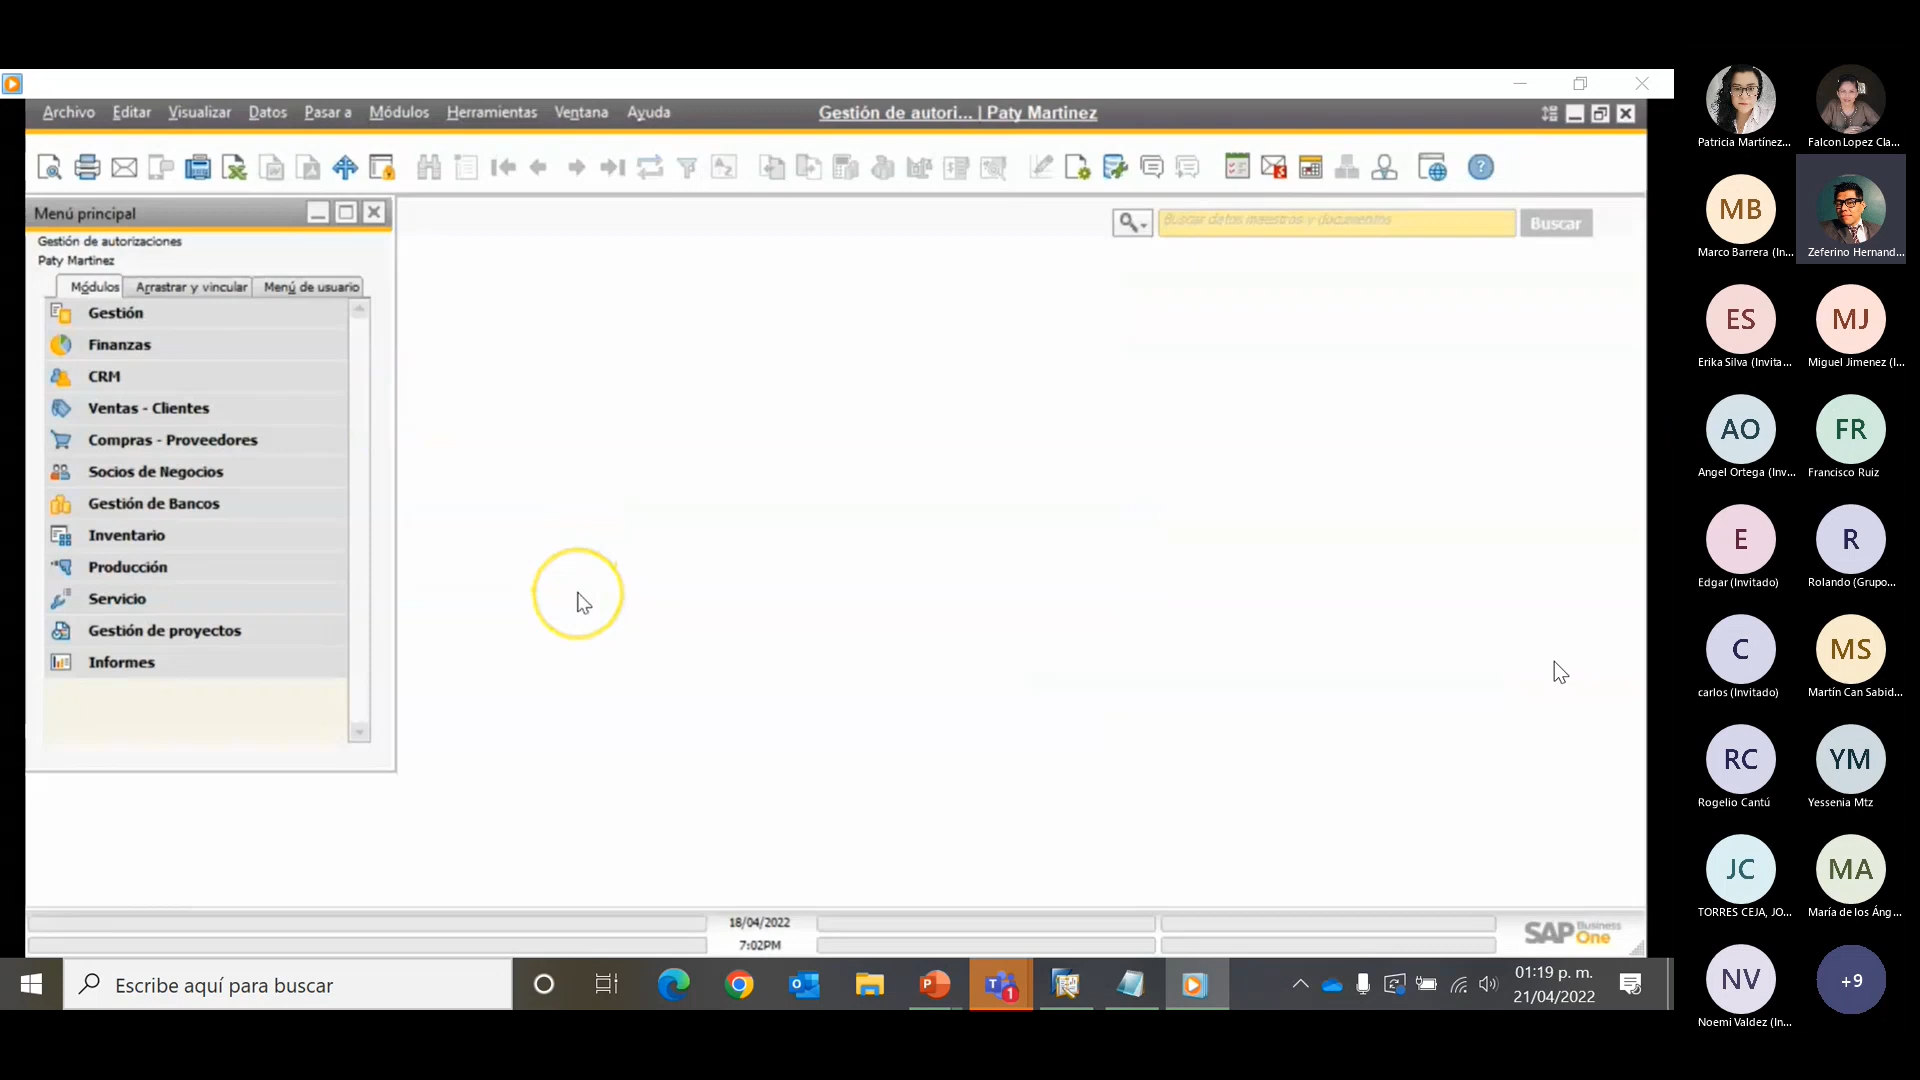 Archivo Editar Visualizar Datos Pasar a Módulos Herramientas Ventana Ayuda
Gestión de autori... | Paty Martinez
Menú principal
Gestión de autorizaciones
Paty Martinez
Módulos Arrastrar y vincular Menú de usuario
Gestión
Finanzas
CRM
Ventas - Clientes
Compras - Proveedores
Socios de Negocios
Gestión de Bancos
Inventario
Producción
Servicio
Gestión de proyectos
Informes
Buscar datos maestros y documentos
Buscar
18/04/2022
7:02PM
SAP Business One
Escribe aquí para buscar
1
01:19 p. m.
21/04/2022
Patricia Martínez...
Falcon Lopez Cla...
MB
Marco Barrera (In...
Zeferino Hernand...
ES
Erika Silva (Invita...
MJ
Miguel Jimenez (I...
AO
Angel Ortega (Inv...
FR
Francisco Ruiz
E
Edgar (Invitado)
R
Rolando (Grupo...
C
carlos (Invitado)
MS
Martín Can Sabid...
RC
Rogelio Cantú
YM
Yessenia Mtz
JC
TORRES CEJA, JO...
MA
María de los Áng...
NV
Noemi Valdez (In...
+9